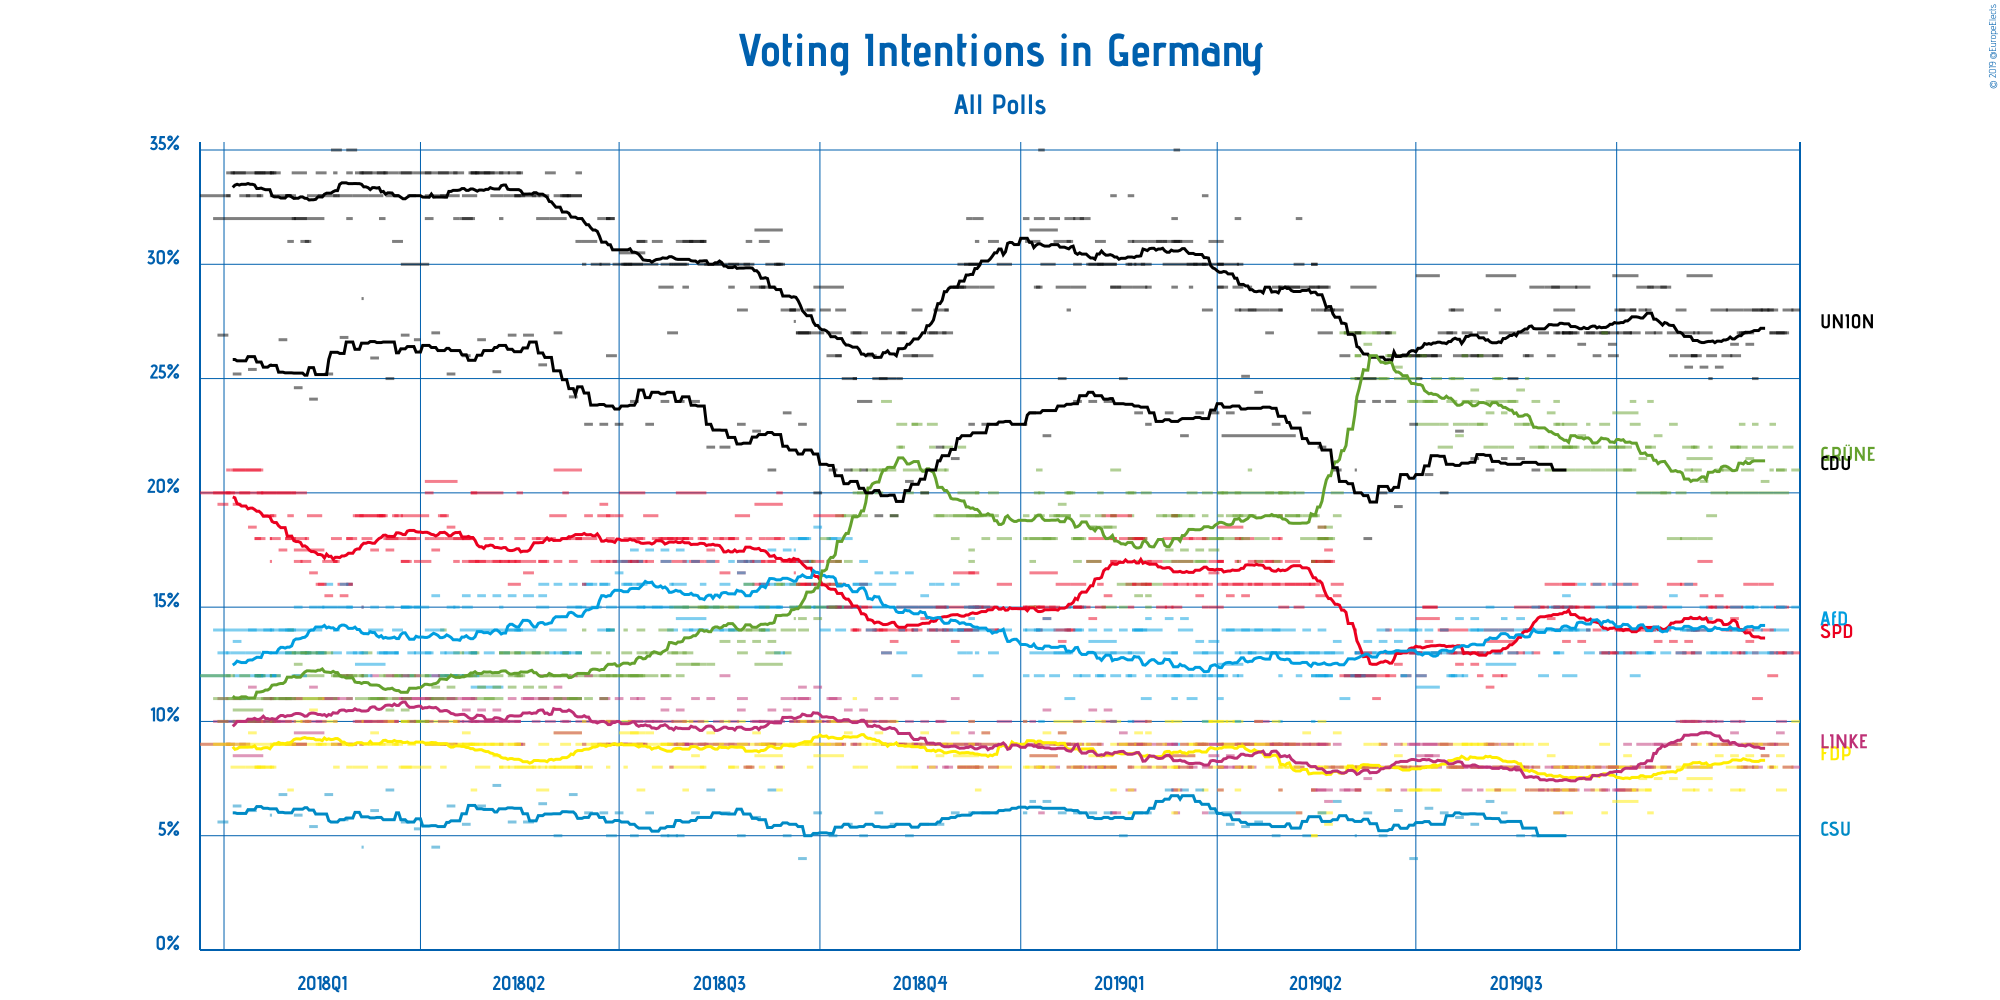 © 2019 @EuropeElects
Voting Intentions in Germany
All Polls
35%
30%
25%
20%
15%
10%
5%
0%
UNION
GRÜNE
CDU
AfD
SPD
LINKE
FDP
CSU
2018Q1 2018Q2 2018Q3 2018Q4 2019Q1 2019Q2 2019Q3